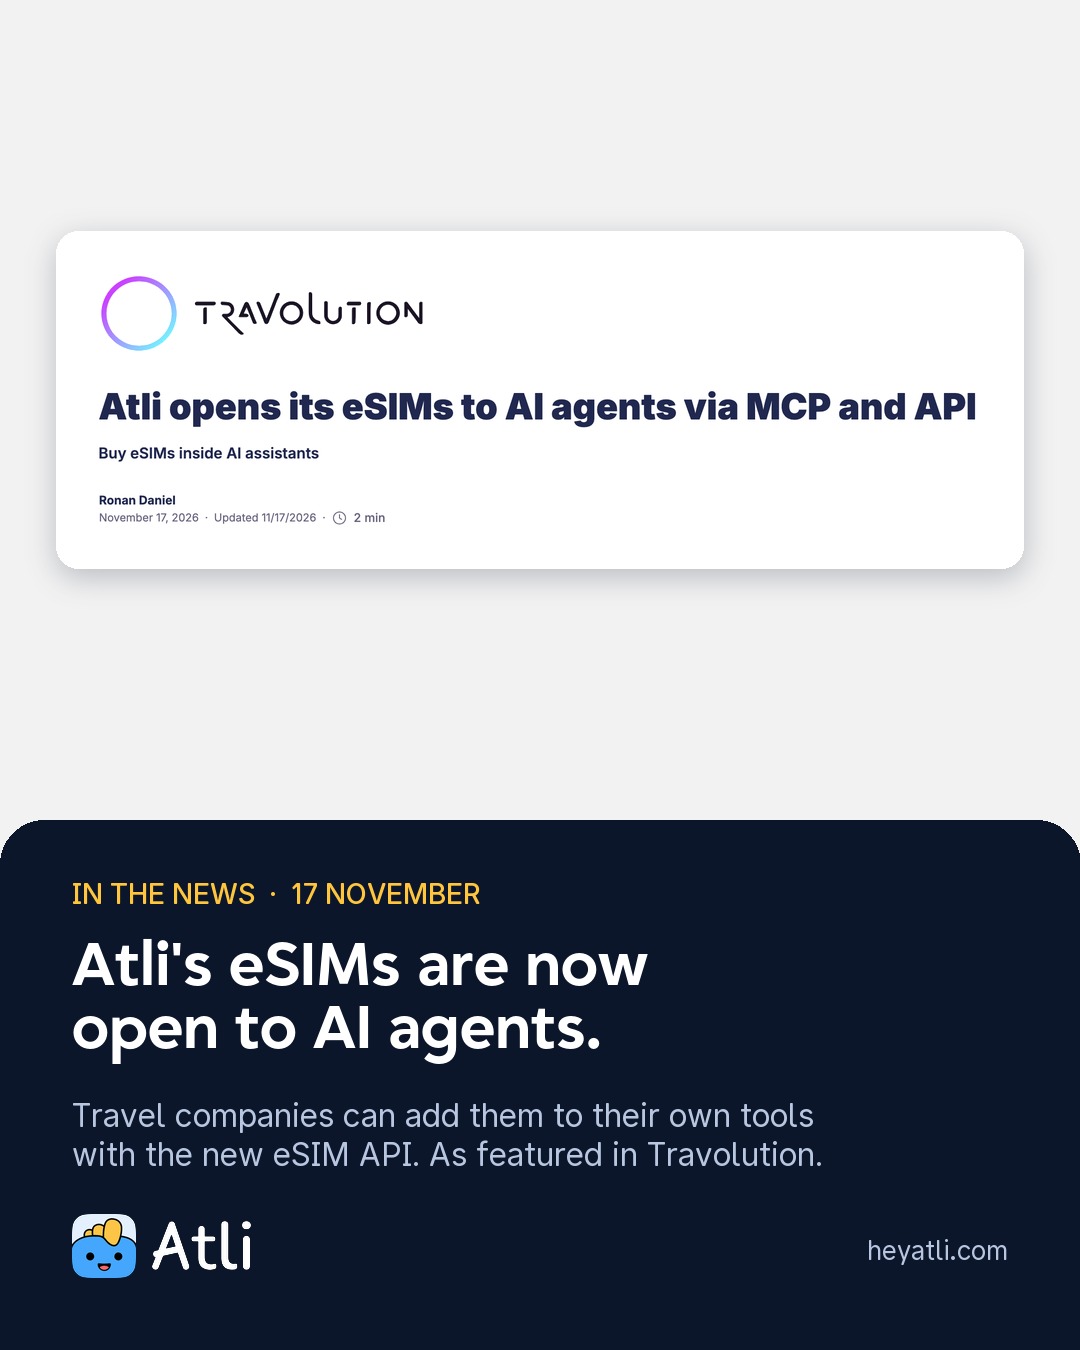 TRAVOLUTION
Atli opens its eSIMs to AI agents via MCP and API
Buy eSIMs inside AI assistants
Ronan Daniel
November 17, 2026 · Updated 11/17/2026 · 2 min
IN THE NEWS · 17 NOVEMBER
Atli's eSIMs are now
open to AI agents.
Travel companies can add them to their own tools
with the new eSIM API. As featured in Travolution.
Atli
heyatli.com